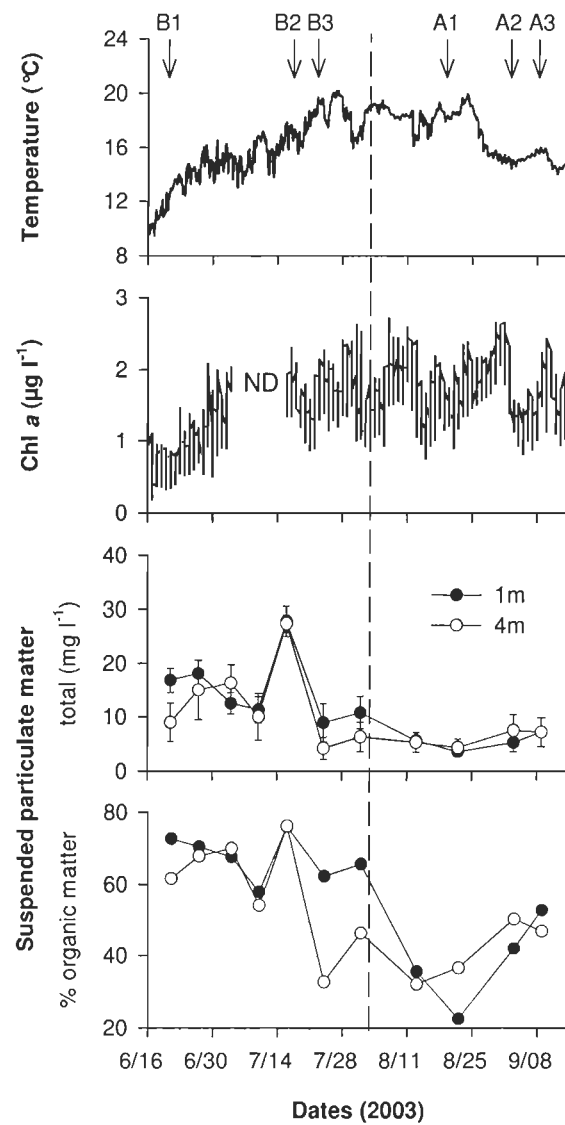 B1 B2 B3 A1 A2 A3
24
20
16
12
8
Temperature (°C)
3
2
1
0
Chl a (µg l⁻¹)
ND
40
30
20
10
0
Suspended particulate matter
total (mg l⁻¹)
1m
4m
80
60
40
20
% organic matter
6/16 6/30 7/14 7/28 8/11 8/25 9/08
Dates (2003)